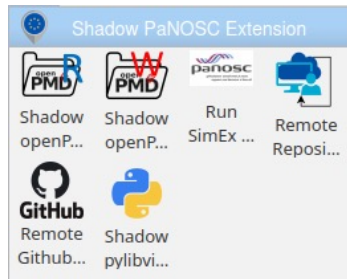 Shadow PaNOSC Extension
open
PMD
R
open
PMD
W
panosc
Shadow
openP...
Shadow
openP...
Run
SimEx ...
Remote
Reposi...
GitHub
Remote
Github...
Shadow
pylibvi...